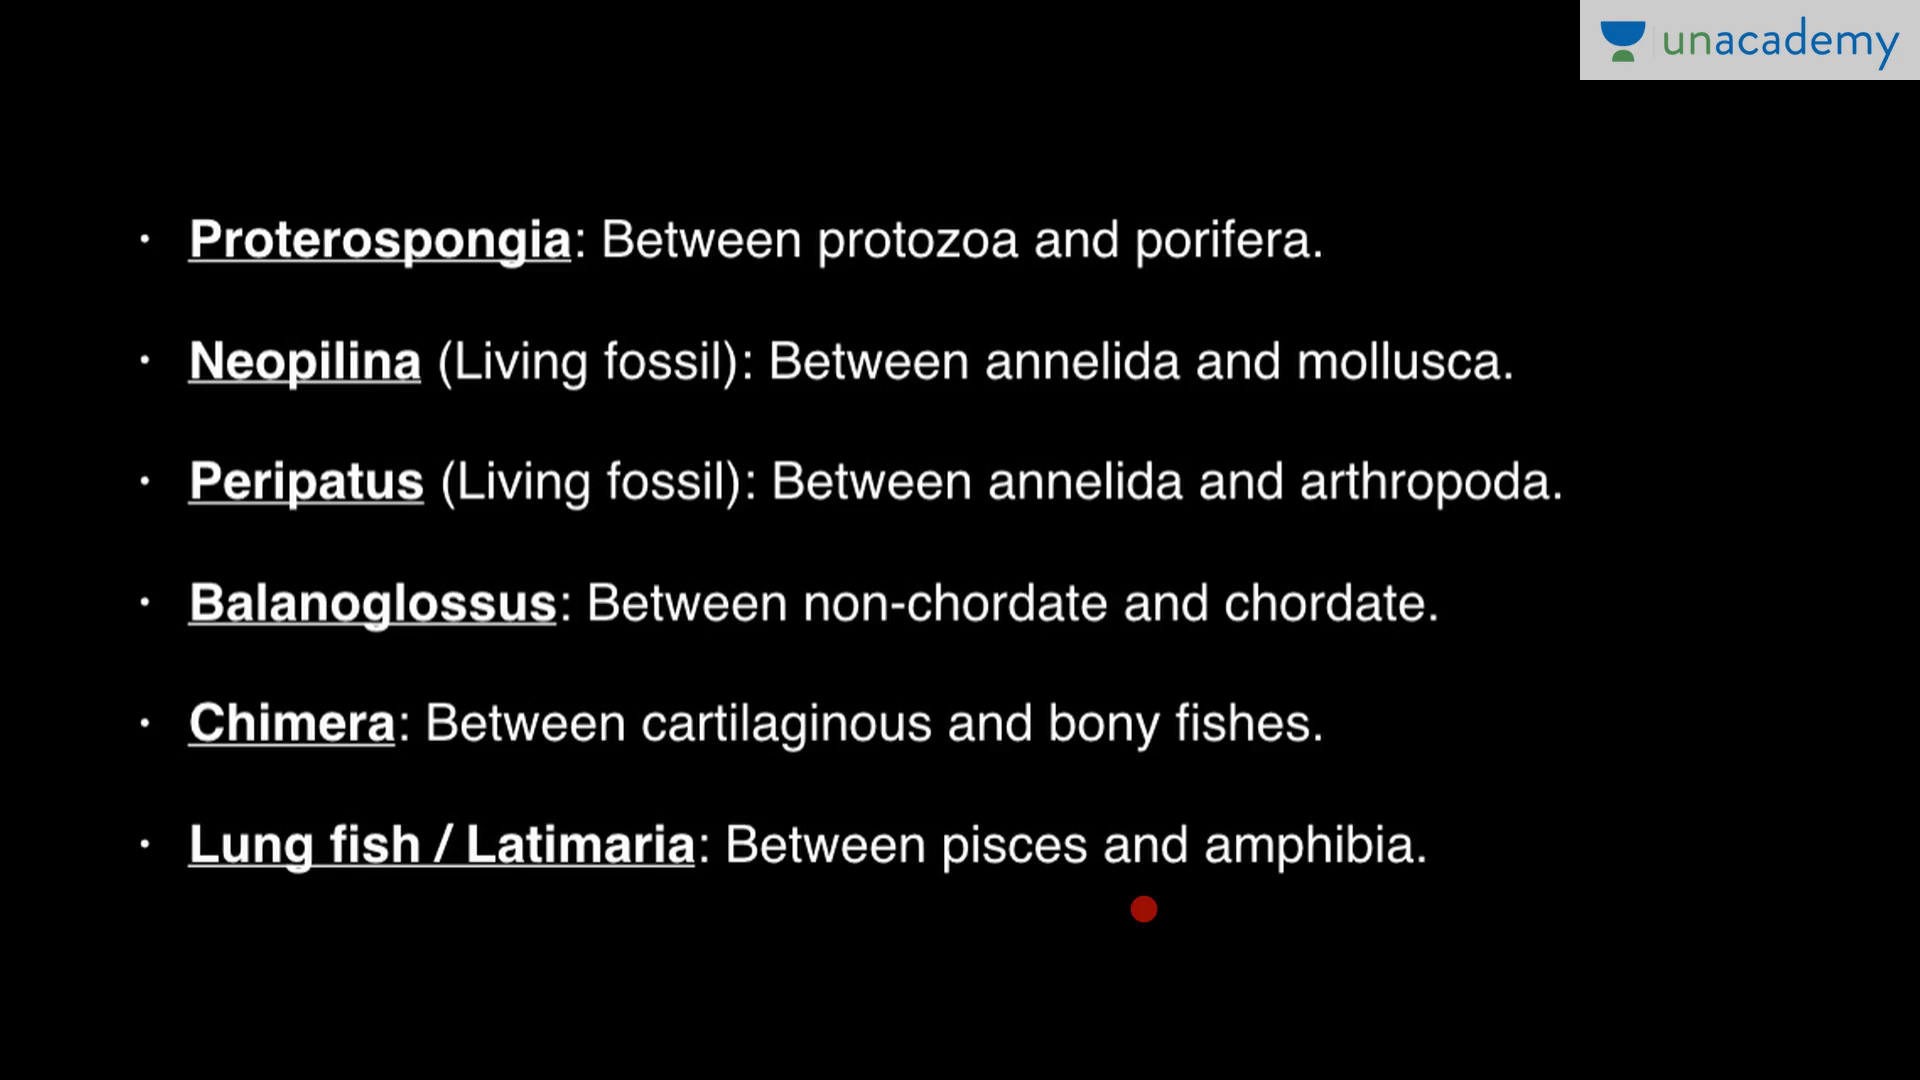 unacademy
· Proterospongia: Between protozoa and porifera.
· Neopilina (Living fossil): Between annelida and mollusca.
· Peripatus (Living fossil): Between annelida and arthropoda.
· Balanoglossus: Between non-chordate and chordate.
· Chimera: Between cartilaginous and bony fishes.
· Lung fish / Latimaria: Between pisces and amphibia.